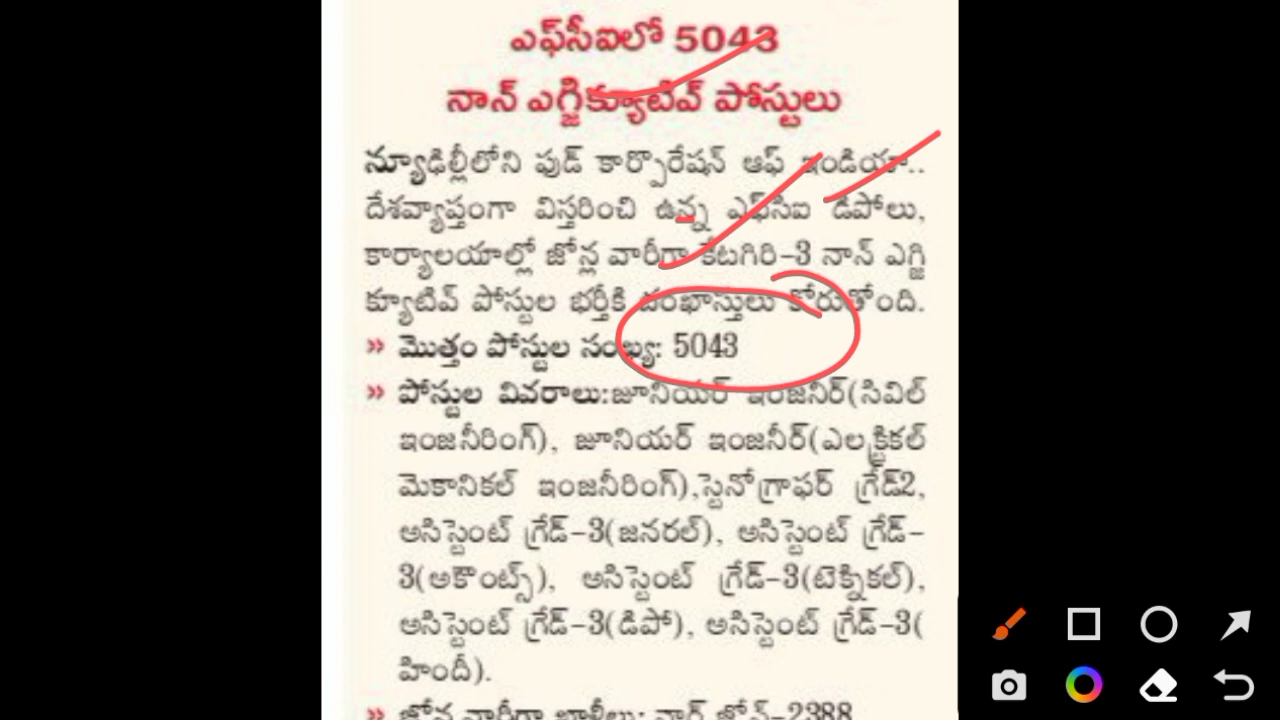 ఎఫ్‌సీఐలో 5043
నాన్ ఎగ్జిక్యూటివ్ పోస్టులు
న్యూఢిల్లీలోని ఫుడ్ కార్పొరేషన్ ఆఫ్ ఇండియా..
దేశవ్యాప్తంగా విస్తరించి ఉన్న ఎఫ్‌సిఐ డిపోలు,
కార్యాలయాల్లో జోన్ల వారీగా కేటగిరి-3 నాన్ ఎగ్జి
క్యూటివ్ పోస్టుల భర్తీకి దరఖాస్తులు కోరుతోంది.
» మొత్తం పోస్టుల సంఖ్య: 5043
» పోస్టుల వివరాలు:జూనియర్ ఇంజనీర్(సివిల్
ఇంజనీరింగ్), జూనియర్ ఇంజనీర్(ఎలక్ట్రికల్
మెకానికల్ ఇంజనీరింగ్),స్టెనోగ్రాఫర్ గ్రేడ్2,
అసిస్టెంట్ గ్రేడ్-3(జనరల్), అసిస్టెంట్ గ్రేడ్-
3(అకౌంట్స్), అసిస్టెంట్ గ్రేడ్-3(టెక్నికల్),
అసిస్టెంట్ గ్రేడ్-3(డిపో), అసిస్టెంట్ గ్రేడ్-3(
హిందీ).
» జోన్ల వారీగా ఖాళీలు: నార్త్ జోన్-2388